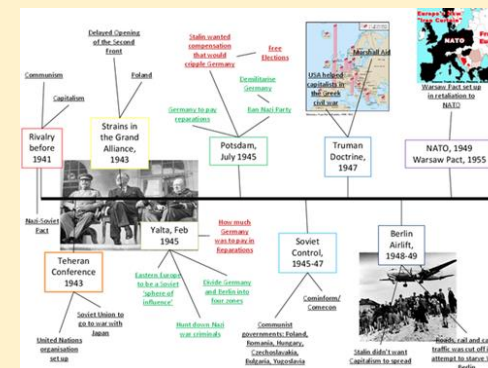 Delayed Opening
of the Second
Front
Communism
Capitalism
Poland
Rivalry
before
1941
Strains in
the Grand
Alliance,
1943
Stalin wanted
compensation
that would
cripple Germany
Free
Elections
Demilitarise
Germany
Germany to pay
reparations
Ban Nazi Party
Potsdam,
July 1945
Marshall Aid
USA helped
capitalists in
the Greek
civil war
Truman
Doctrine,
1947
Europe's New
"Iron Curtain"
NATO
Warsaw Pact set up
in retaliation to
NATO
NATO, 1949
Warsaw Pact, 1955
Nazi-Soviet
Pact
Teheran
Conference
1943
Soviet Union to
go to war with
Japan
United Nations
organisation
set up
Yalta, Feb
1945
How much
Germany
was to pay in
Reparations
Eastern Europe
to be a Soviet
'sphere of
influence'
Divide Germany
and Berlin into
four zones
Hunt down Nazi
war criminals
Soviet
Control,
1945-47
Cominform/
Comecon
Communist
governments: Poland,
Romania, Hungary,
Czechoslavakia,
Bulgaria, Yugoslavia
Berlin
Airlift,
1948-49
Stalin didn't want
Capitalism to spread
Roads, rail and ca
traffic was cut off i
attempt to starve
Berlin